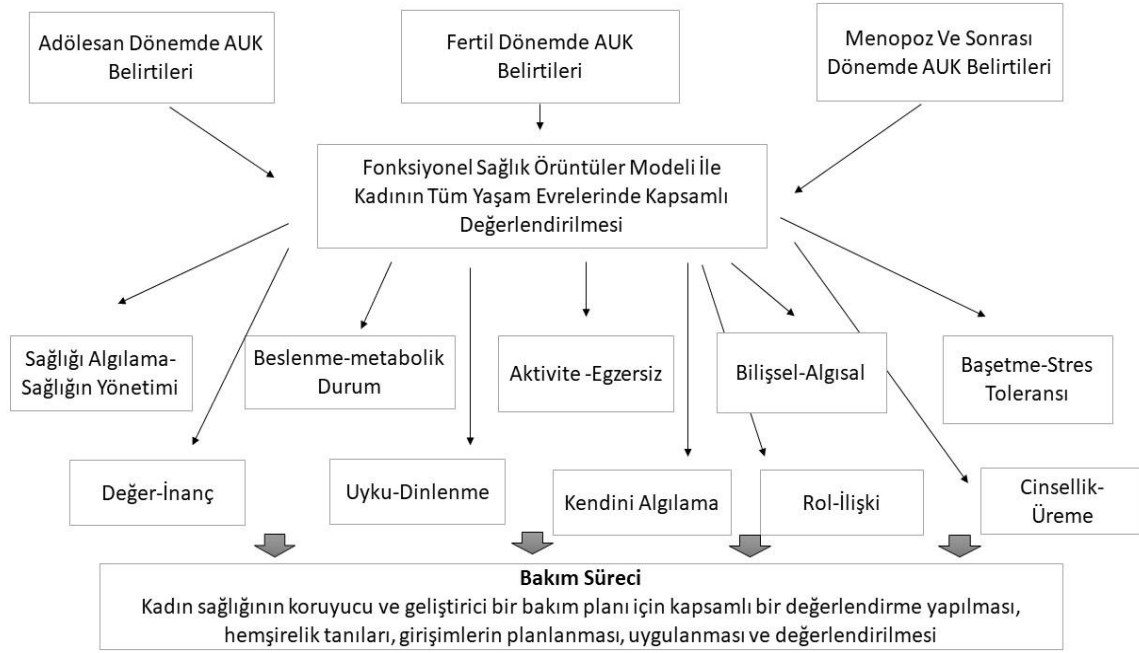 Adölesan Dönemde AUK
Belirtileri
Fertil Dönemde AUK
Belirtileri
Menopoz Ve Sonrası
Dönemde AUK Belirtileri
Fonksiyonel Sağlık Örüntüler Modeli İle
Kadının Tüm Yaşam Evrelerinde Kapsamlı
Değerlendirilmesi
Sağlığı Algılama-
Sağlığın Yönetimi
Beslenme-metabolik
Durum
Aktivite -Egzersiz
Bilişsel-Algısal
Başetme-Stres
Toleransı
Değer-İnanç
Uyku-Dinlenme
Kendini Algılama
Rol-İlişki
Cinsellik-
Üreme
Bakım Süreci
Kadın sağlığının koruyucu ve geliştirici bir bakım planı için kapsamlı bir değerlendirme yapılması,
hemşirelik tanıları, girişimlerin planlanması, uygulanması ve değerlendirilmesi